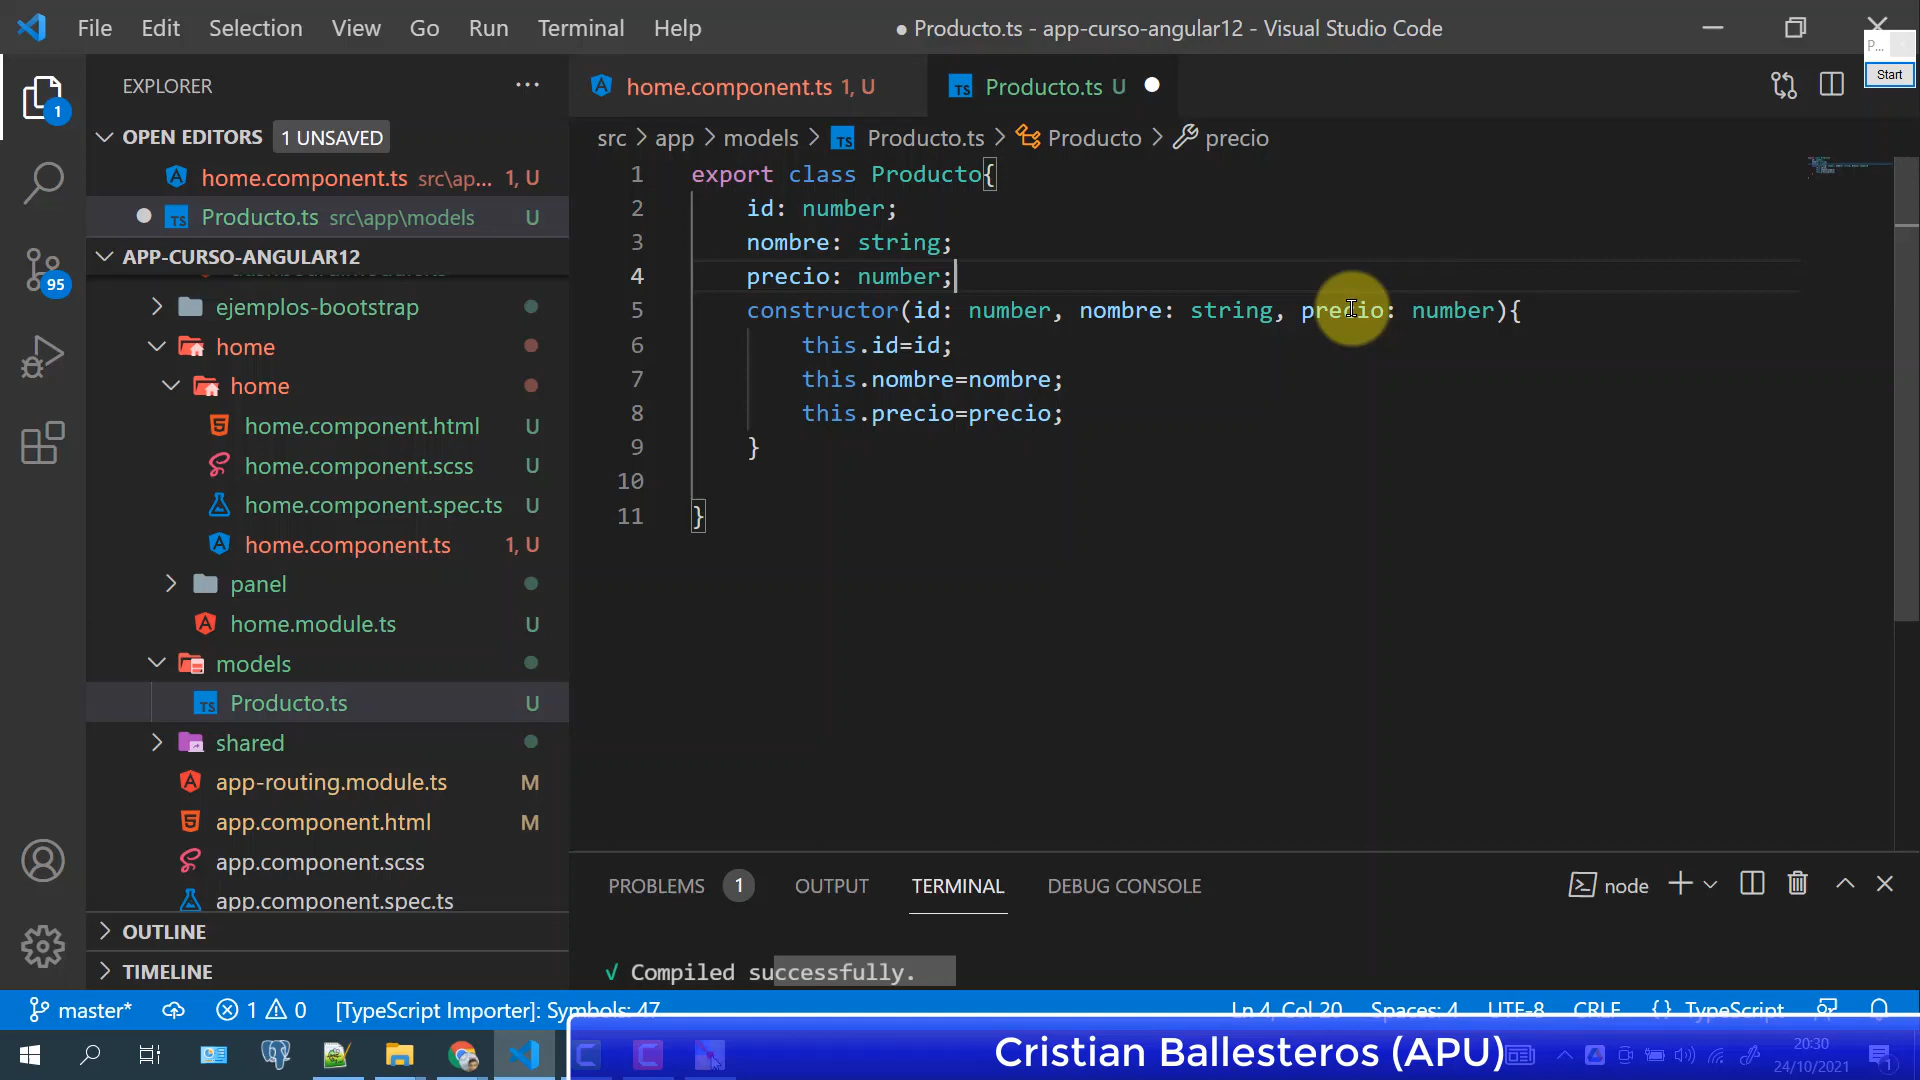 File Edit Selection View Go Run Terminal Help
● Producto.ts - app-curso-angular12 - Visual Studio Code
P...
Start
EXPLORER
OPEN EDITORS 1 UNSAVED
home.component.ts src\ap... 1, U
Producto.ts src\app\models U
APP-CURSO-ANGULAR12
ejemplos-bootstrap
home
home
home.component.html U
home.component.scss U
home.component.spec.ts U
home.component.ts 1, U
panel
home.module.ts U
models
Producto.ts U
shared
app-routing.module.ts M
app.component.html M
app.component.scss
app.component.spec.ts
OUTLINE
TIMELINE
1
95
home.component.ts 1, U
Producto.ts U
src > app > models > Producto.ts > Producto > precio
1 export class Producto{
2 id: number;
3 nombre: string;
4 precio: number;
5 constructor(id: number, nombre: string, precio: number){
6 this.id=id;
7 this.nombre=nombre;
8 this.precio=precio;
9 }
10
11 }
PROBLEMS 1 OUTPUT TERMINAL DEBUG CONSOLE
node
√ Compiled successfully.
master* 1 0 [TypeScript Importer]: Symbols: 47
Ln 4, Col 20 Spaces: 4 UTF-8 CRLF {} TypeScript
Cristian Ballesteros (APU)
20:30
24/10/2021
1